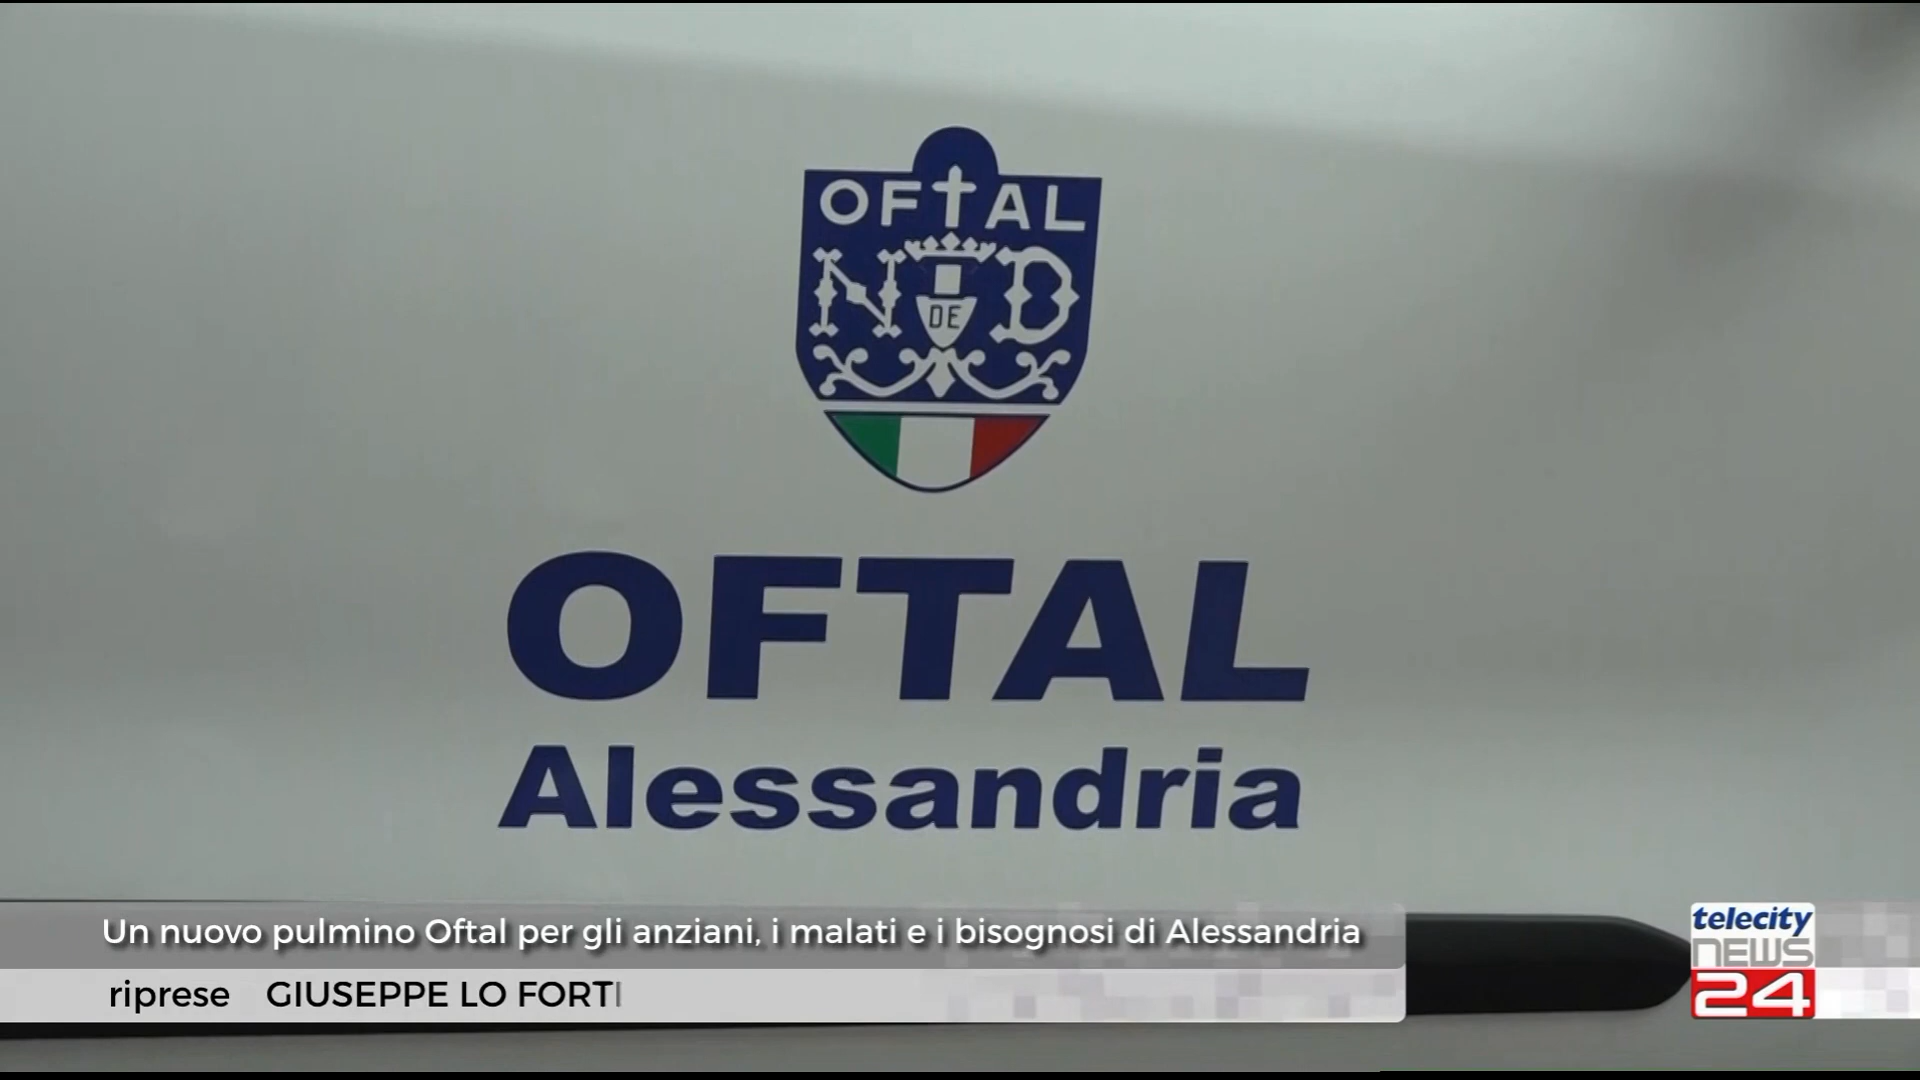 OFTAL
N DE D
OFTAL
Alessandria
Un nuovo pulmino Oftal per gli anziani, i malati e i bisognosi di Alessandria
riprese GIUSEPPE LO FORTI
telecity
NEWS
24